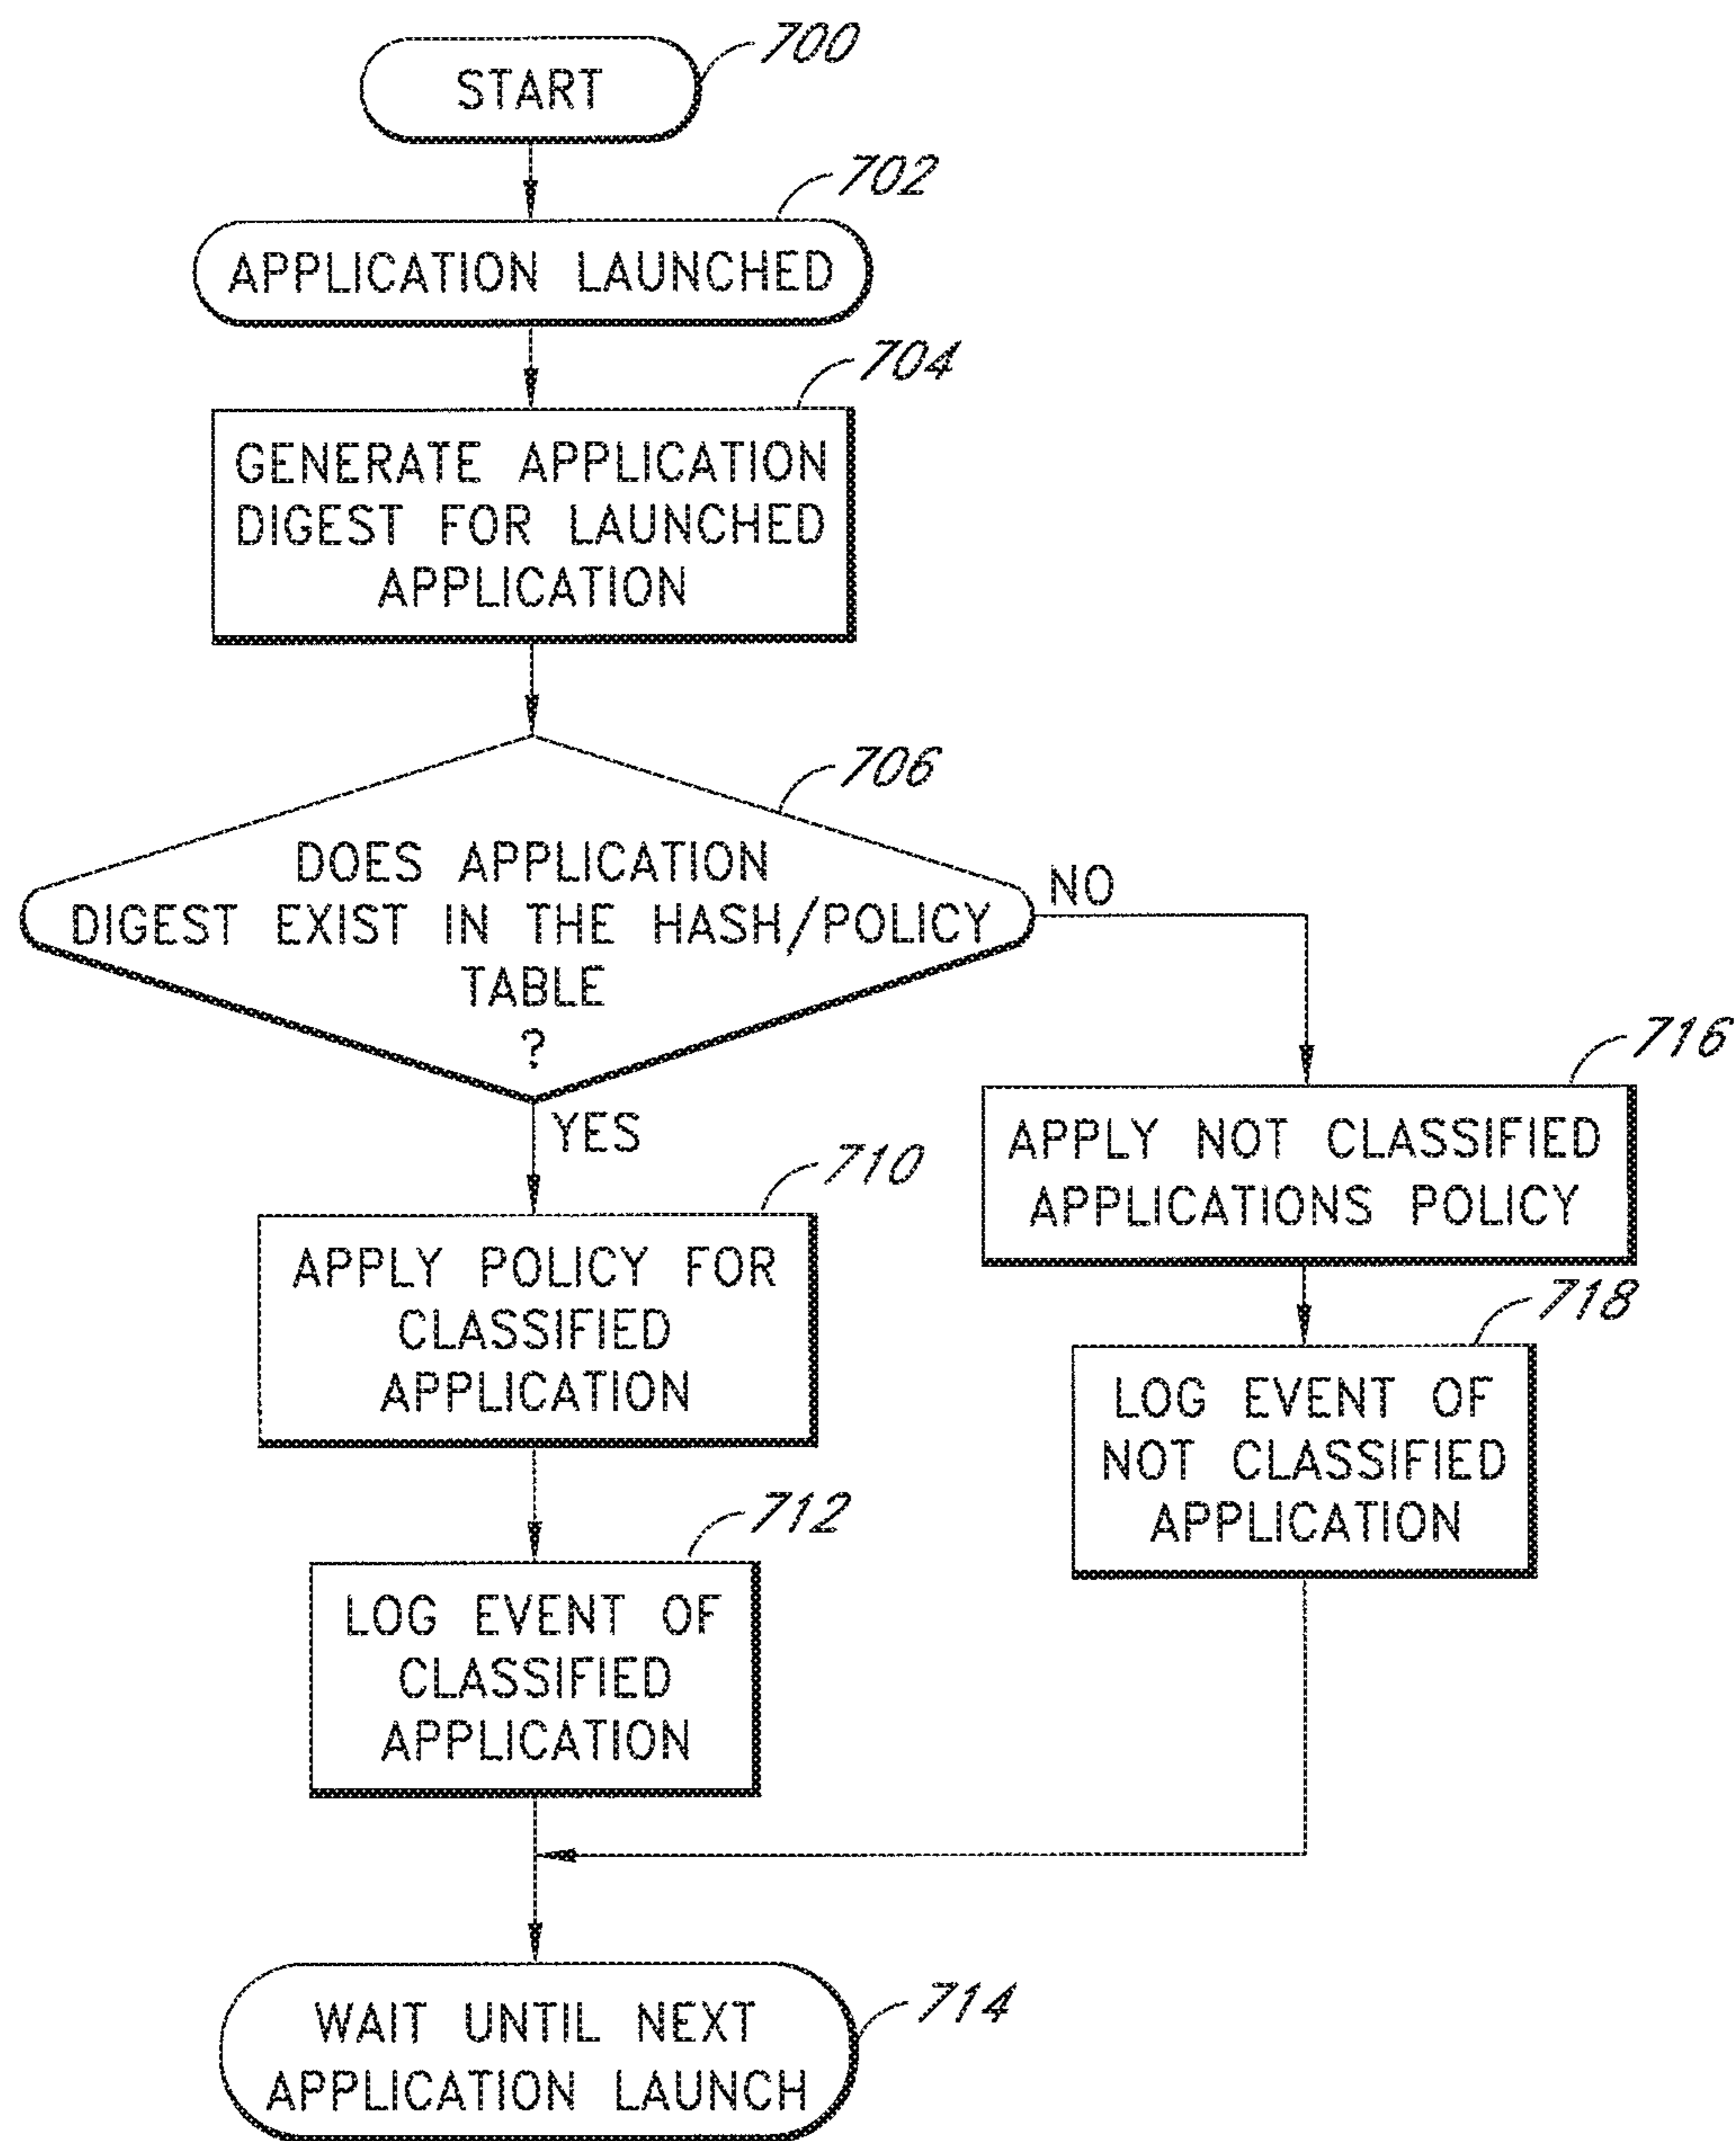 START
700
APPLICATION LAUNCHED
702
GENERATE APPLICATION
DIGEST FOR LAUNCHED
APPLICATION
704
DOES APPLICATION
DIGEST EXIST IN THE HASH/POLICY
TABLE
?
706
NO
YES
APPLY NOT CLASSIFIED
APPLICATIONS POLICY
716
APPLY POLICY FOR
CLASSIFIED
APPLICATION
710
LOG EVENT OF
NOT CLASSIFIED
APPLICATION
718
LOG EVENT OF
CLASSIFIED
APPLICATION
712
WAIT UNTIL NEXT
APPLICATION LAUNCH
714